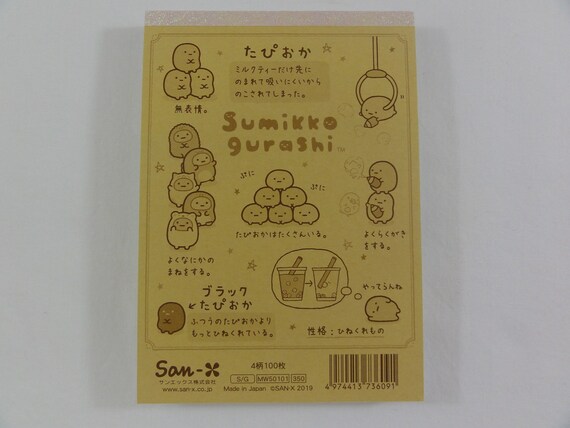 たぴおか
ミルクティーだけ先に
のまれて吸いにくいから
のこされてしまった。
無表情。
Sumikko
gurashi™
ぷに
ぷに
たぴおかはたくさんいる。
よくらくがき
をする。
よくなにかの
まねをする。
ブラック
たぴおか
ふつうのたぴおかより
もっとひねくれている。
やってらんね
性格：ひねくれもの
San-X
サンエックス株式会社
www.san-x.co.jp
4柄100枚
S/G MW50101 350
Made in Japan ©SAN-X 2019
4 974413 736091